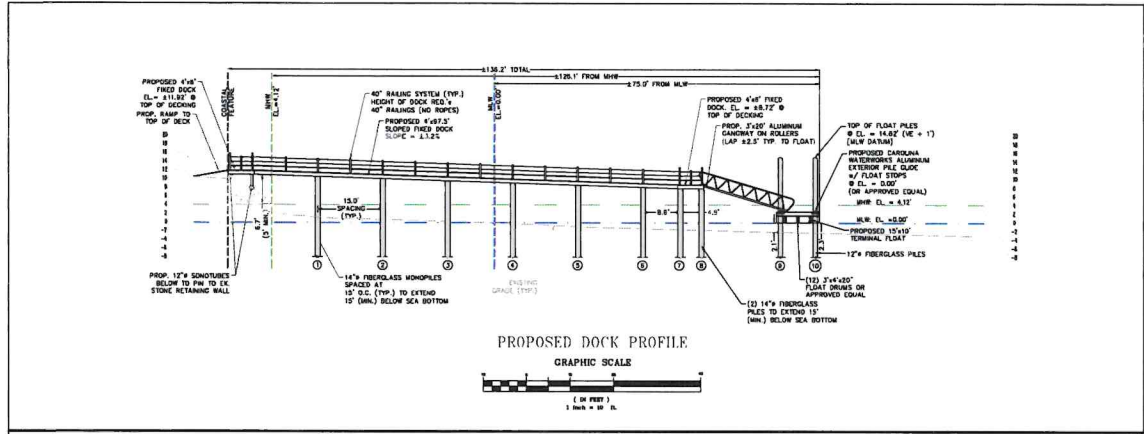 ±136.2' TOTAL
±126.1' FROM MHW
±75.0' FROM MLW
PROPOSED 4'x6'
FIXED DOCK
EL.= ±11.92' @
TOP OF DECKING
PROP. RAMP TO
TOP OF DECK
COASTAL
FEATURE
MHW
EL.=4.12'
40" RAILING SYSTEM (TYP.)
HEIGHT OF DOCK REQ.'s
40" RAILINGS (NO ROPES)
PROPOSED 4'x97.5'
SLOPED FIXED DOCK
MLW
EL=0.00'
PROPOSED 4'x6' FIXED
DOCK. EL. = ±8.72' @
TOP OF DECKING
PROP. 3'x20' ALUMINUM
GANGWAY ON ROLLERS
(LAP ±2.5' TYP. TO FLOAT)
TOP OF FLOAT PILES
@ EL. = 14.62' (VE + 1')
(MLW DATUM)
PROPOSED CAROLINA
WATERWORKS ALUMINUM
EXTERIOR PILE GUIDE
w/ FLOAT STOPS
@ EL. = 0.00'
(OR APPROVED EQUAL)
MHW: EL. = 4.12'
MLW: EL.=0.00'
PROPOSED 15'x10'
TERMINAL FLOAT
12"ø FIBERGLASS PILES
15.0'
SPACING
(TYP.)
6.7'
(5' MIN.)
8.6'
4.5'
2.1'
2.3'
1
2
3
4
5
6
7
8
9
10
PROP. 12"ø SONOTUBES
BELOW TO PIN TO EX.
STONE RETAINING WALL
14"ø FIBERGLASS MONOPILES
SPACED AT
15' O.C. (TYP.) TO EXTEND
15' (MIN.) BELOW SEA BOTTOM
EXISTING
GRADE (TYP.)
(12) 3'x4'x20"
FLOAT DRUMS OR
APPROVED EQUAL
(2) 14"ø FIBERGLASS
PILES TO EXTEND 15'
(MIN.) BELOW SEA BOTTOM
PROPOSED DOCK PROFILE
GRAPHIC SCALE
( IN FEET )
1 inch = 10 ft.